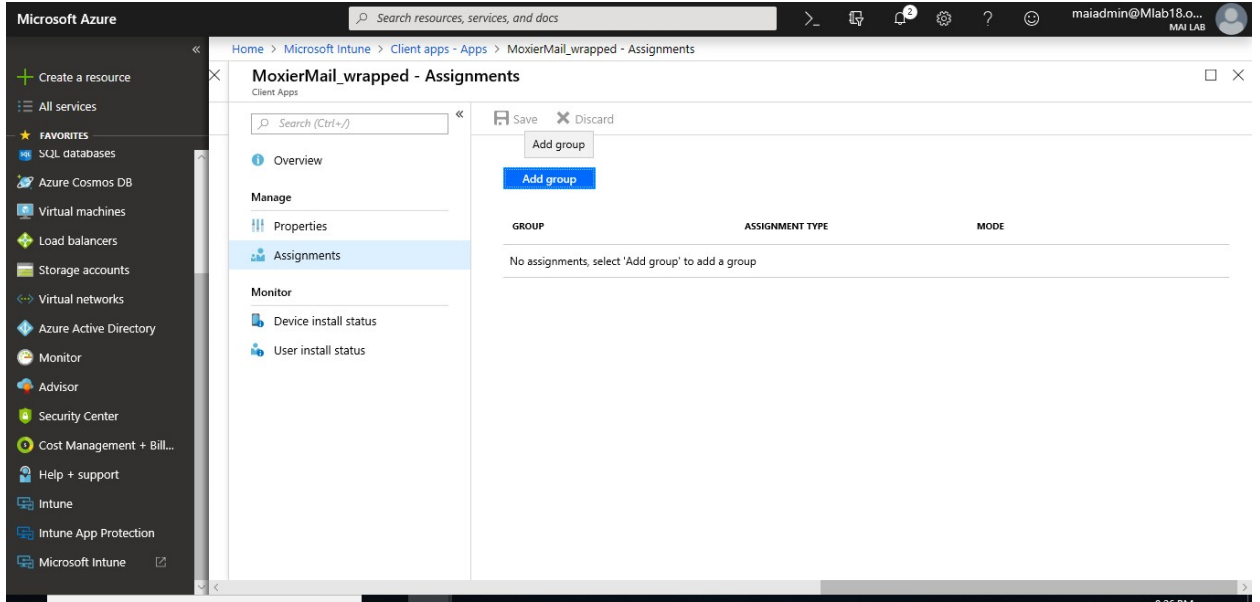 Microsoft Azure
Search resources, services, and docs
2
maiadmin@Mlab18.o...
MAI LAB
Home > Microsoft Intune > Client apps - Apps > MoxierMail_wrapped - Assignments
Create a resource
All services
FAVORITES
SQL databases
Azure Cosmos DB
Virtual machines
Load balancers
Storage accounts
Virtual networks
Azure Active Directory
Monitor
Advisor
Security Center
Cost Management + Bill...
Help + support
Intune
Intune App Protection
Microsoft Intune
MoxierMail_wrapped - Assignments
Client Apps
Search (Ctrl+/)
Overview
Manage
Properties
Assignments
Monitor
Device install status
User install status
Save Discard
Add group
Add group
GROUP ASSIGNMENT TYPE MODE
No assignments, select 'Add group' to add a group